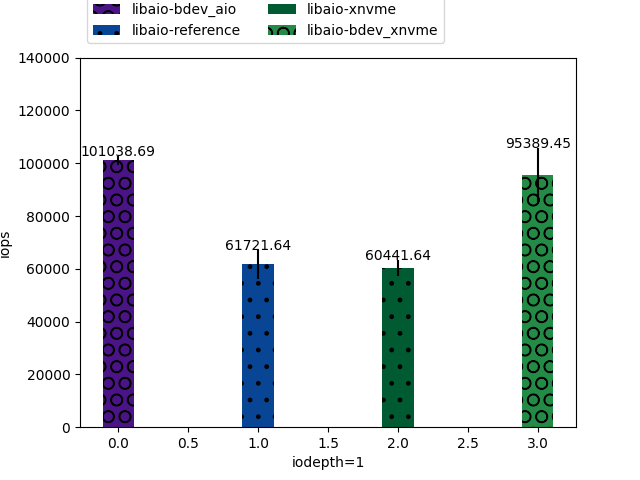 libaio-bdev_aio libaio-xnvme
libaio-reference libaio-bdev_xnvme
140000
120000
100000
80000
60000
40000
20000
0
iops
101038.69
61721.64
60441.64
95389.45
0.0 0.5 1.0 1.5 2.0 2.5 3.0
iodepth=1